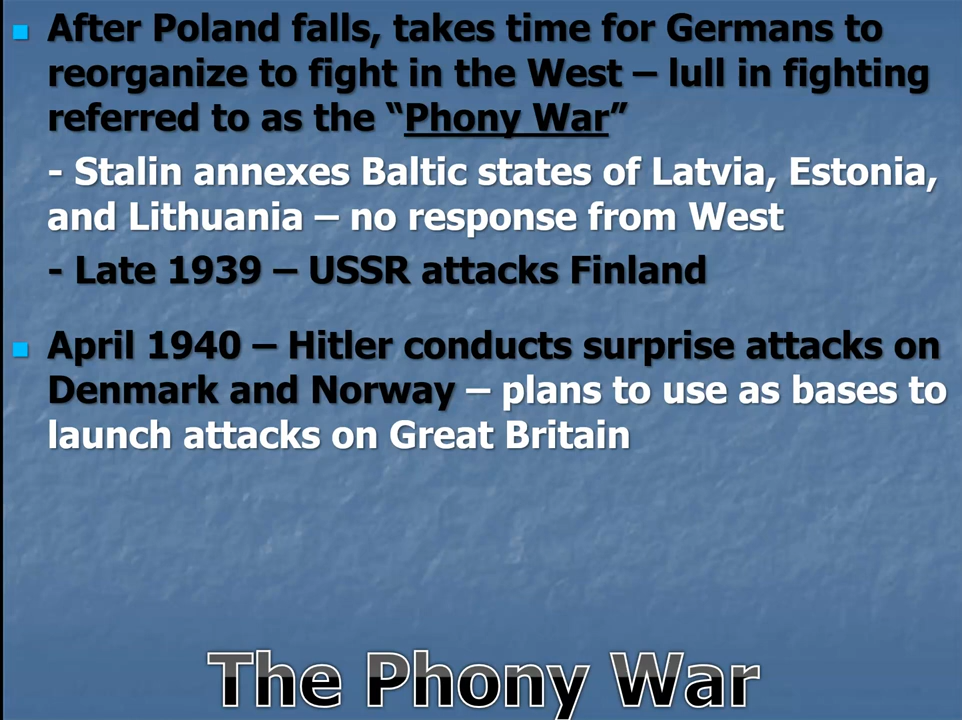 After Poland falls, takes time for Germans to
reorganize to fight in the West – lull in fighting
referred to as the “Phony War”
- Stalin annexes Baltic states of Latvia, Estonia,
and Lithuania – no response from West
- Late 1939 – USSR attacks Finland
April 1940 – Hitler conducts surprise attacks on
Denmark and Norway – plans to use as bases to
launch attacks on Great Britain
The Phony War